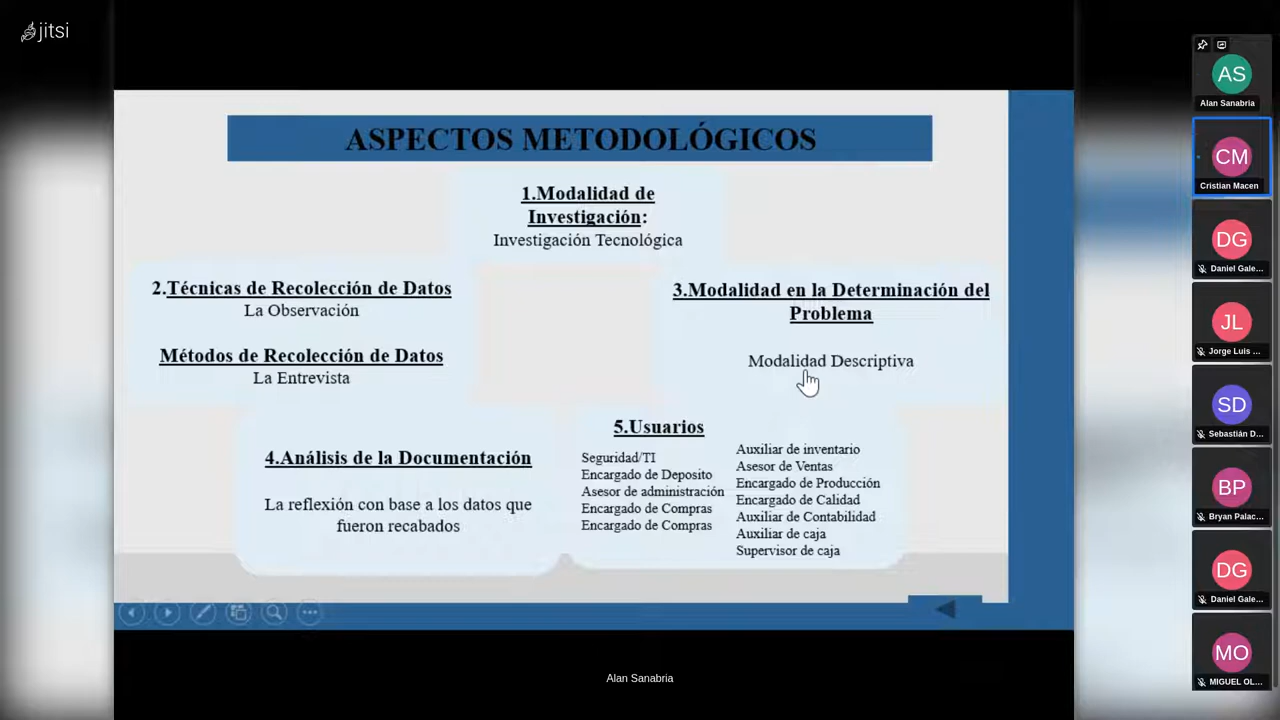 jitsi
ASPECTOS METODOLÓGICOS
1.Modalidad de
Investigación:
Investigación Tecnológica
2.Técnicas de Recolección de Datos
La Observación
Métodos de Recolección de Datos
La Entrevista
3.Modalidad en la Determinación del
Problema
Modalidad Descriptiva
4.Análisis de la Documentación
La reflexión con base a los datos que
fueron recabados
5.Usuarios
Seguridad/TI
Encargado de Deposito
Asesor de administración
Encargado de Compras
Encargado de Compras
Auxiliar de inventario
Asesor de Ventas
Encargado de Producción
Encargado de Calidad
Auxiliar de Contabilidad
Auxiliar de caja
Supervisor de caja
Alan Sanabria
AS
Alan Sanabria
CM
Cristian Macen
DG
Daniel Gale...
JL
Jorge Luis ...
SD
Sebastián D...
BP
Bryan Palac...
DG
Daniel Gale...
MO
MIGUEL OL...